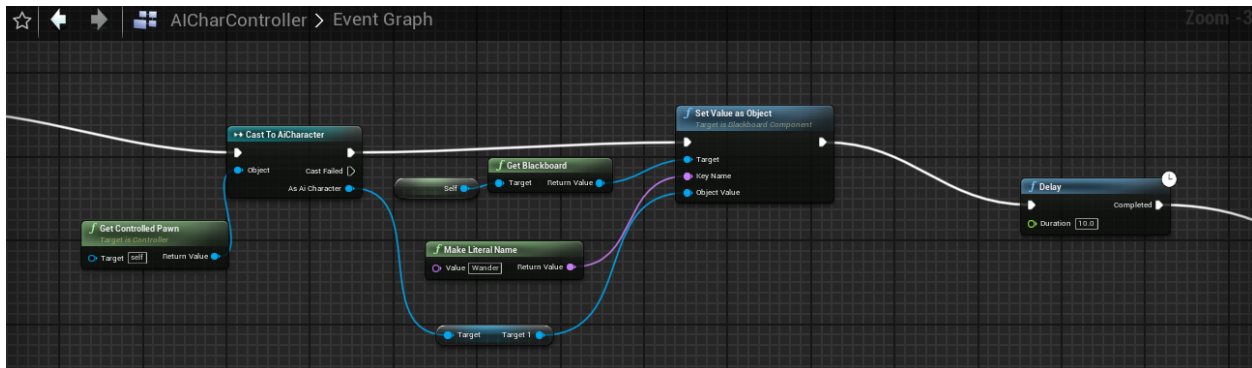 AICharController > Event Graph
Zoom -3
Cast To AiCharacter
Object
Cast Failed
As Ai Character
Get Controlled Pawn
Target is Controller
Target self
Return Value
Self
f Get Blackboard
Target
Return Value
f Make Literal Name
Value Wander
Return Value
Target
Target 1
f Set Value as Object
Target is Blackboard Component
Target
Key Name
Object Value
f Delay
Completed
Duration 10.0